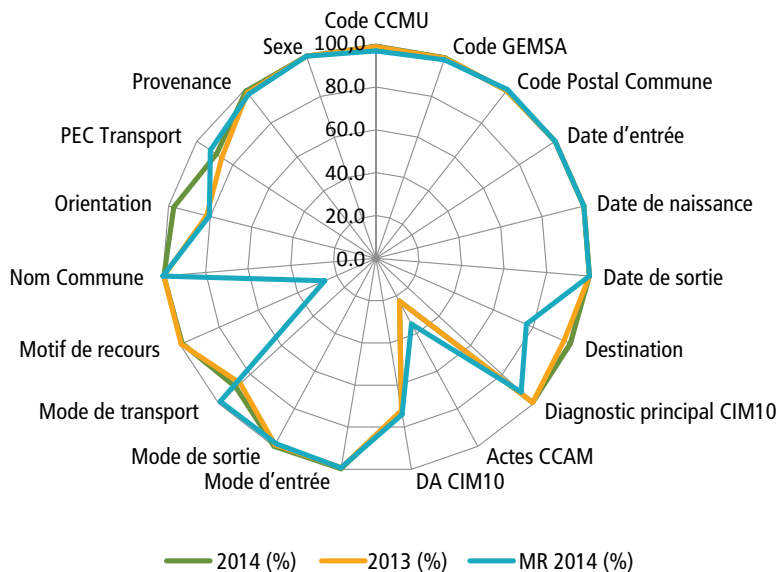 Code CCMU
Code GEMSA
Code Postal Commune
Date d'entrée
Date de naissance
Date de sortie
Destination
Diagnostic principal CIM10
Actes CCAM
DA CIM10
Mode d'entrée
Mode de sortie
Mode de transport
Motif de recours
Nom Commune
Orientation
PEC Transport
Provenance
Sexe
100,0
80.0
60.0
40.0
20.0
0.0
2014 (%)
2013 (%)
MR 2014 (%)